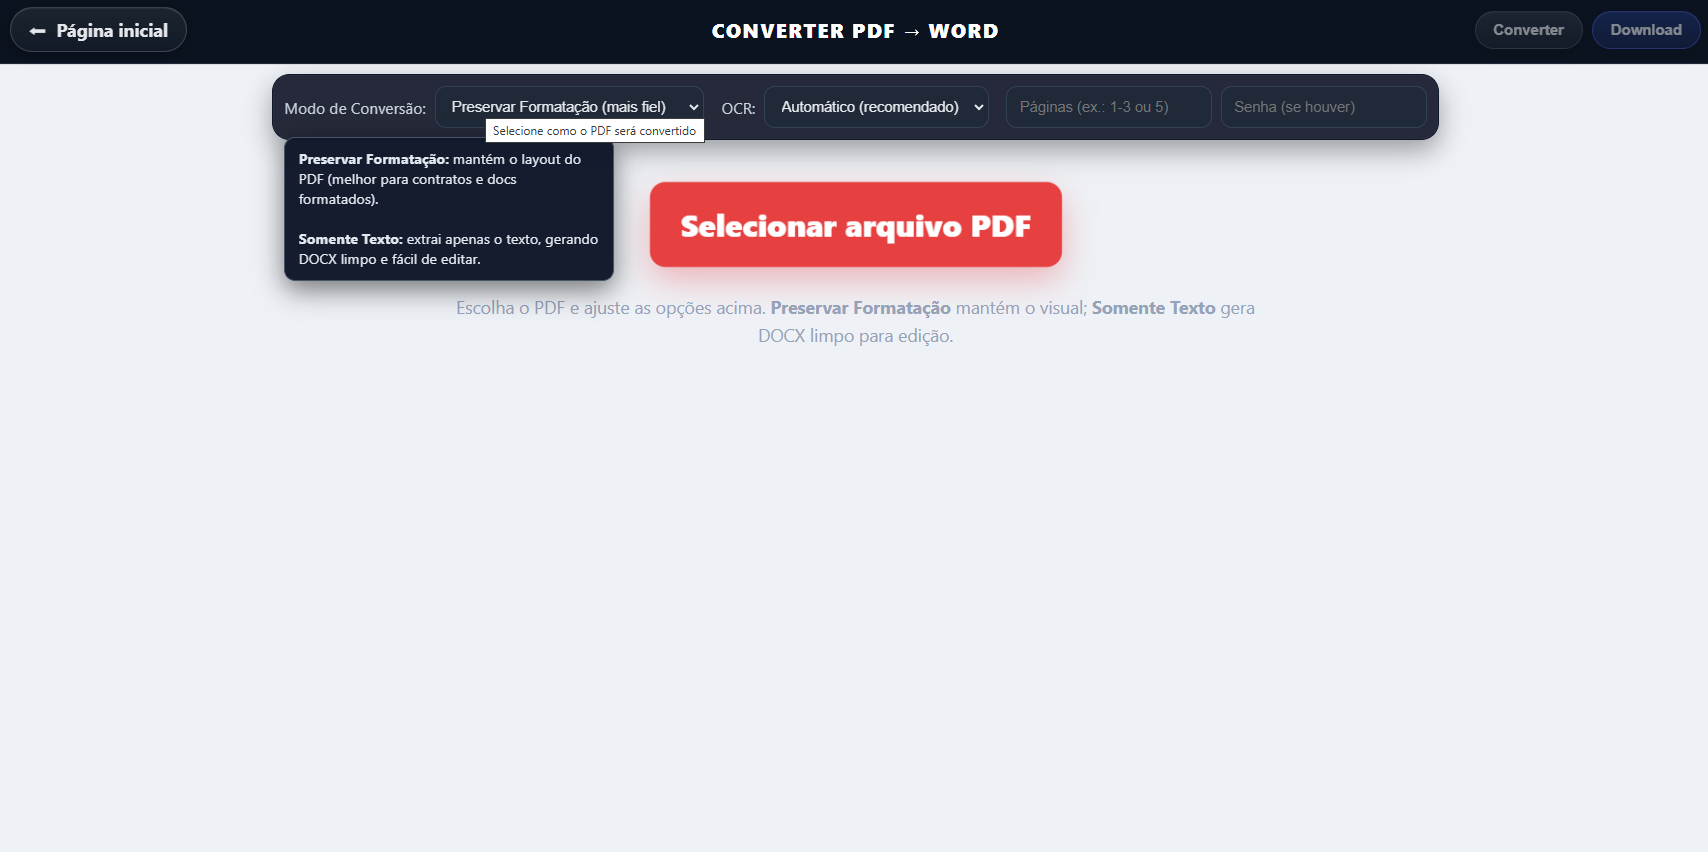 Página inicial
CONVERTER PDF → WORD
Converter
Download
Modo de Conversão:
Preservar Formatação (mais fiel)
OCR:
Automático (recomendado)
Páginas (ex.: 1-3 ou 5)
Senha (se houver)
Selecione como o PDF será convertido
Preservar Formatação: mantém o layout do
PDF (melhor para contratos e docs
formatados).
Somente Texto: extrai apenas o texto, gerando
DOCX limpo e fácil de editar.
Selecionar arquivo PDF
Escolha o PDF e ajuste as opções acima. Preservar Formatação mantém o visual; Somente Texto gera
DOCX limpo para edição.